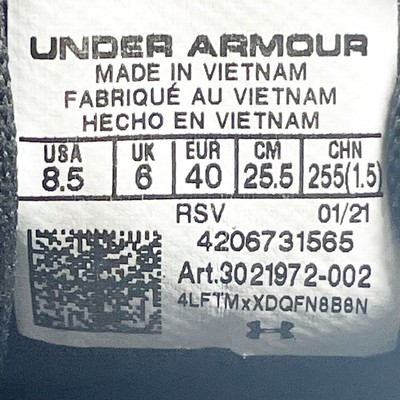 UNDER ARMOUR
MADE IN VIETNAM
FABRIQUÉ AU VIETNAM
HECHO EN VIETNAM
USA UK EUR CM CHN
8.5 6 40 25.5 255(1.5)
RSV 01/21
4206731565
Art.3021972-002
4LFTMxXDQFN8B8N